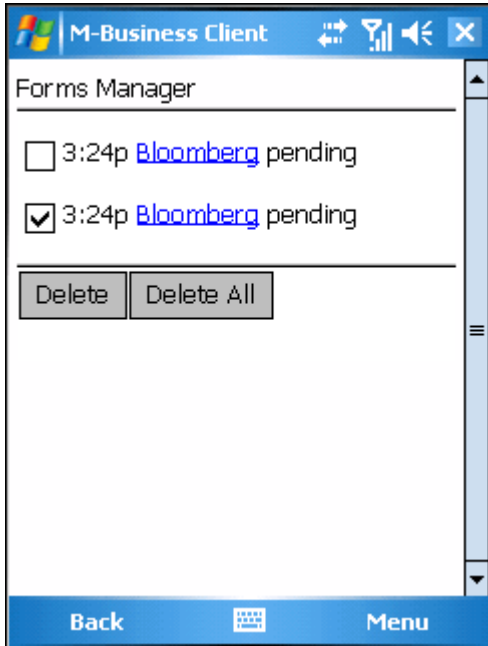 M-Business Client
Forms Manager
3:24p Bloomberg pending
3:24p Bloomberg pending
Delete Delete All
Back Menu